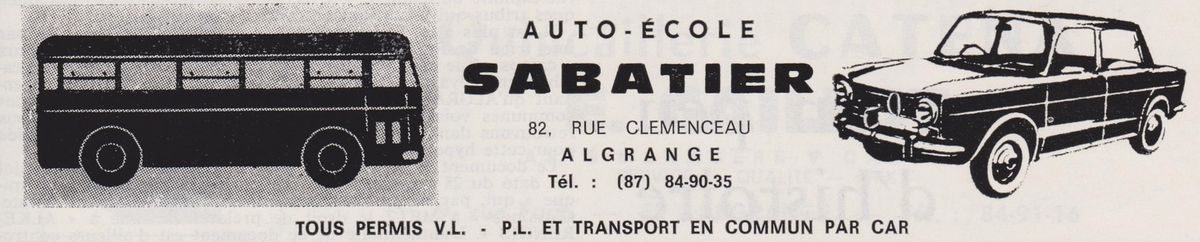 AUTO-ÉCOLE
SABATIER
82, RUE CLEMENCEAU
ALGRANGE
Tél. : (87) 84-90-35
TOUS PERMIS V.L. - P.L. ET TRANSPORT EN COMMUN PAR CAR